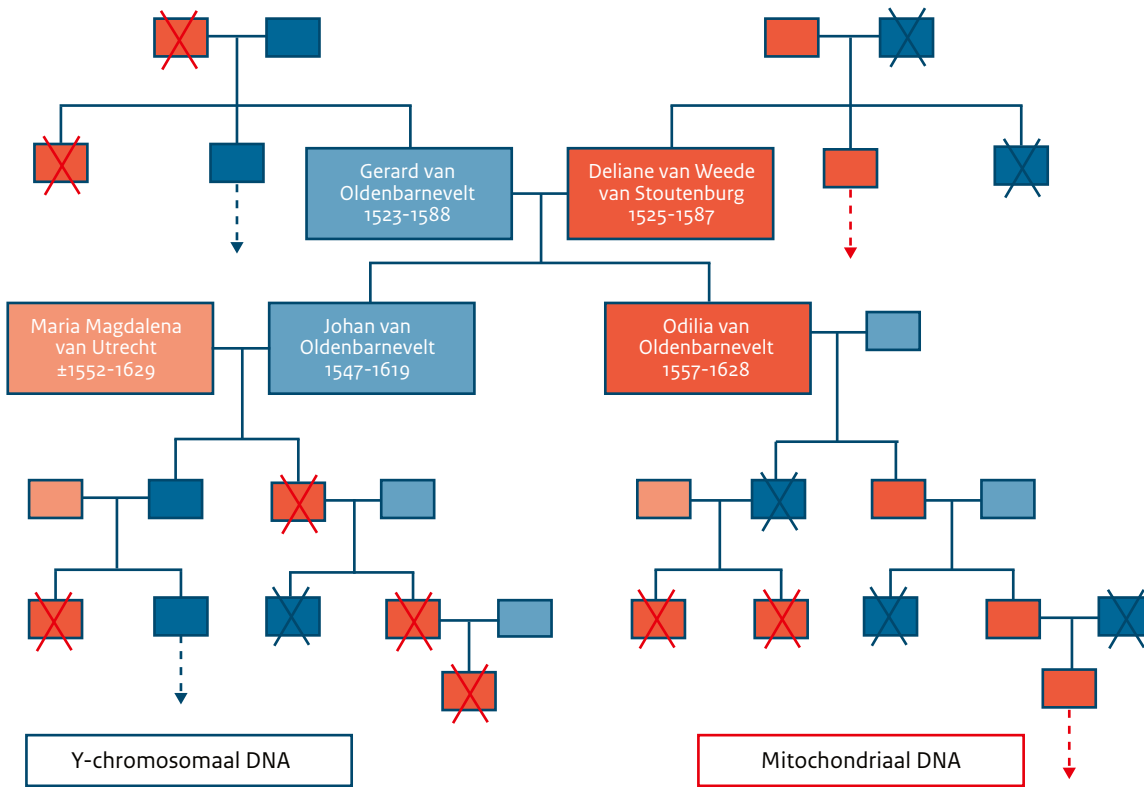 Gerard van
Oldenbarnevelt
1523-1588
Deliane van Weede
van Stoutenburg
1525-1587
Maria Magdalena
van Utrecht
±1552-1629
Johan van
Oldenbarnevelt
1547-1619
Odilia van
Oldenbarnevelt
1557-1628
Y-chromosomaal DNA
Mitochondriaal DNA